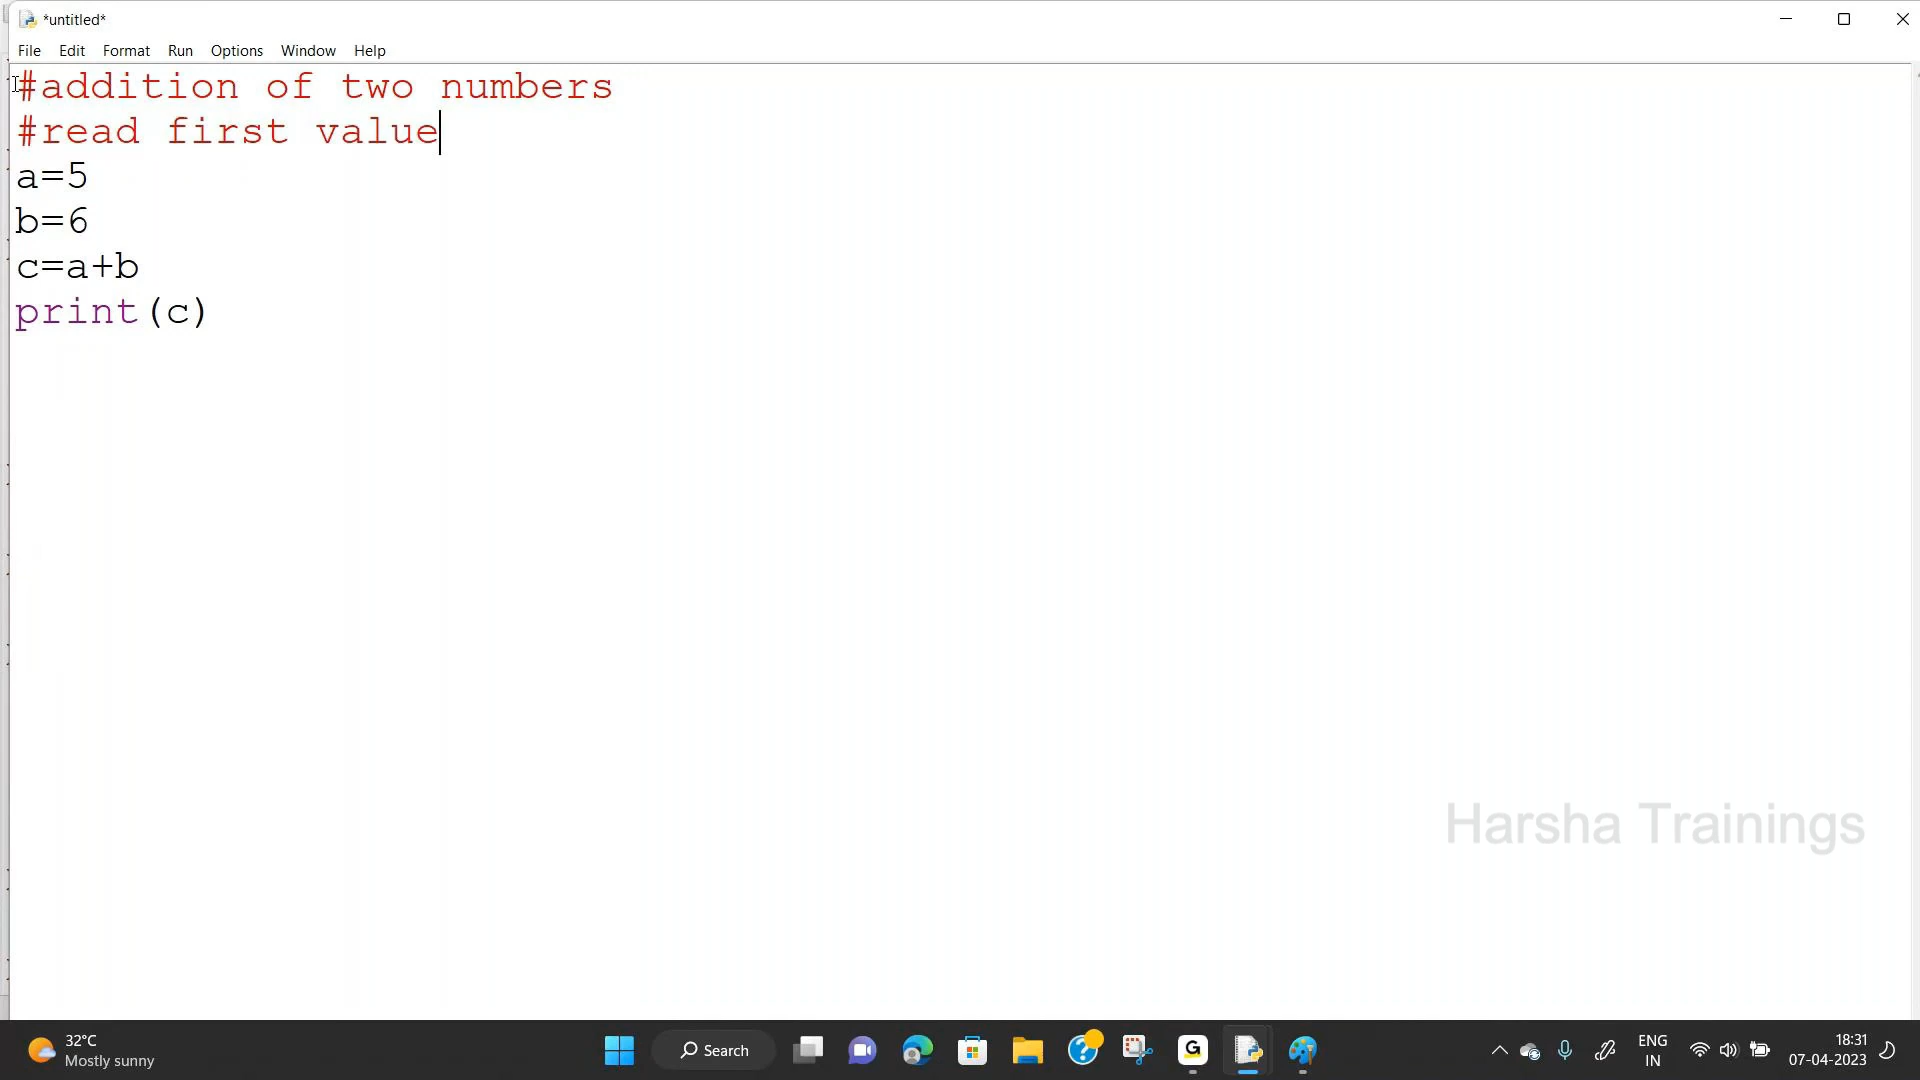 *untitled*
File Edit Format Run Options Window Help
#addition of two numbers
#read first value
a=5
b=6
c=a+b
print(c)
Harsha Trainings
32°C
Mostly sunny
Search
ENG
IN
18:31
07-04-2023